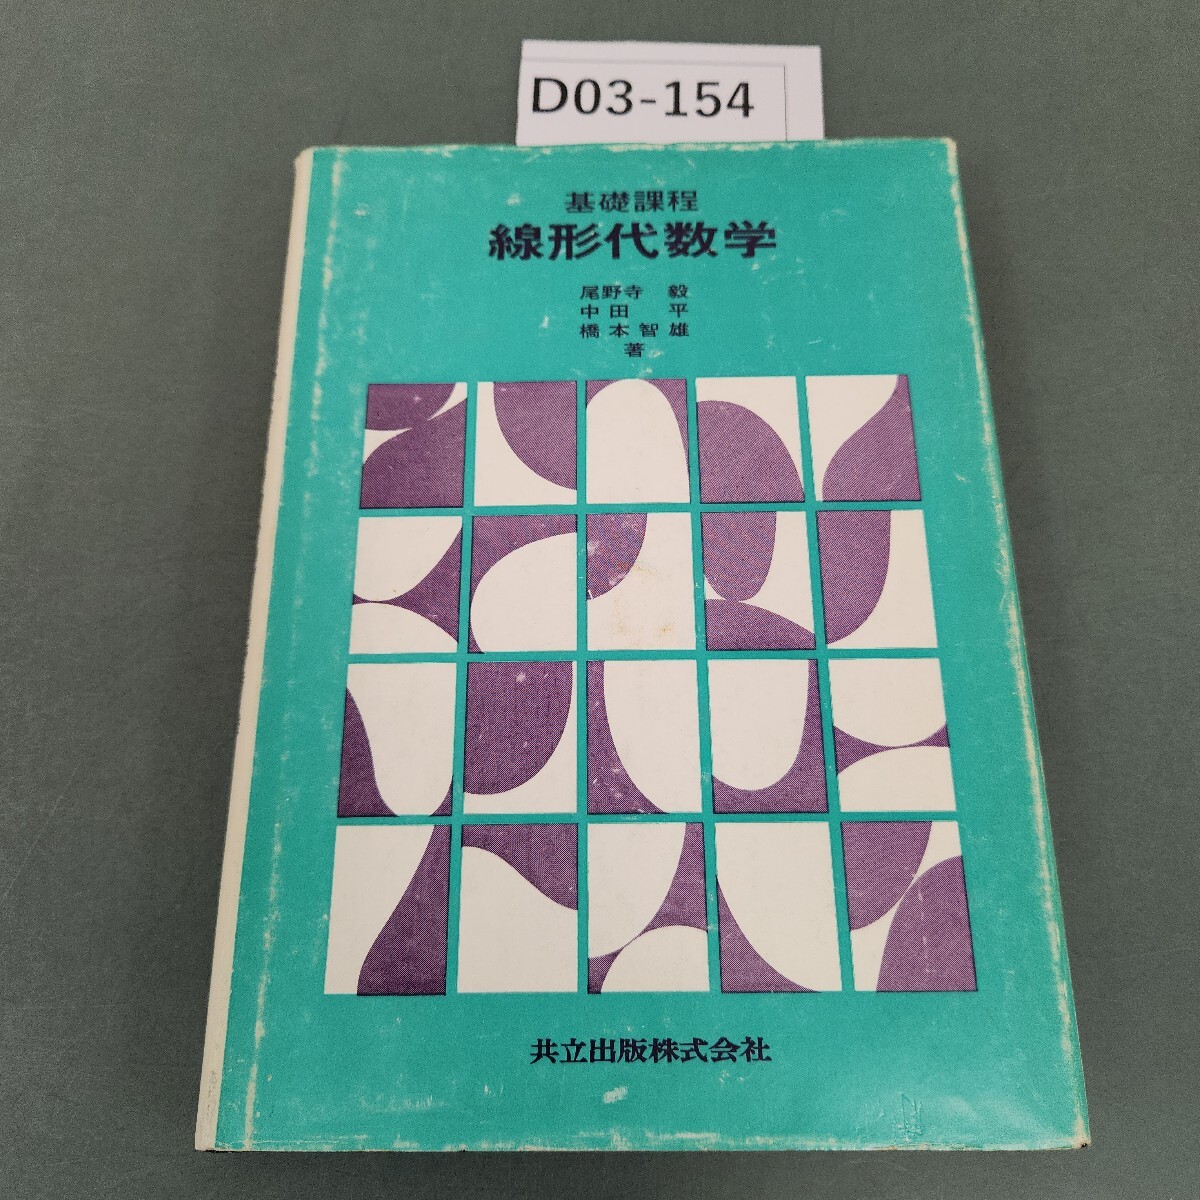 D03-154
基礎課程
線形代数学
尾野寺 毅
中田 平
橋本智雄
著
共立出版株式会社